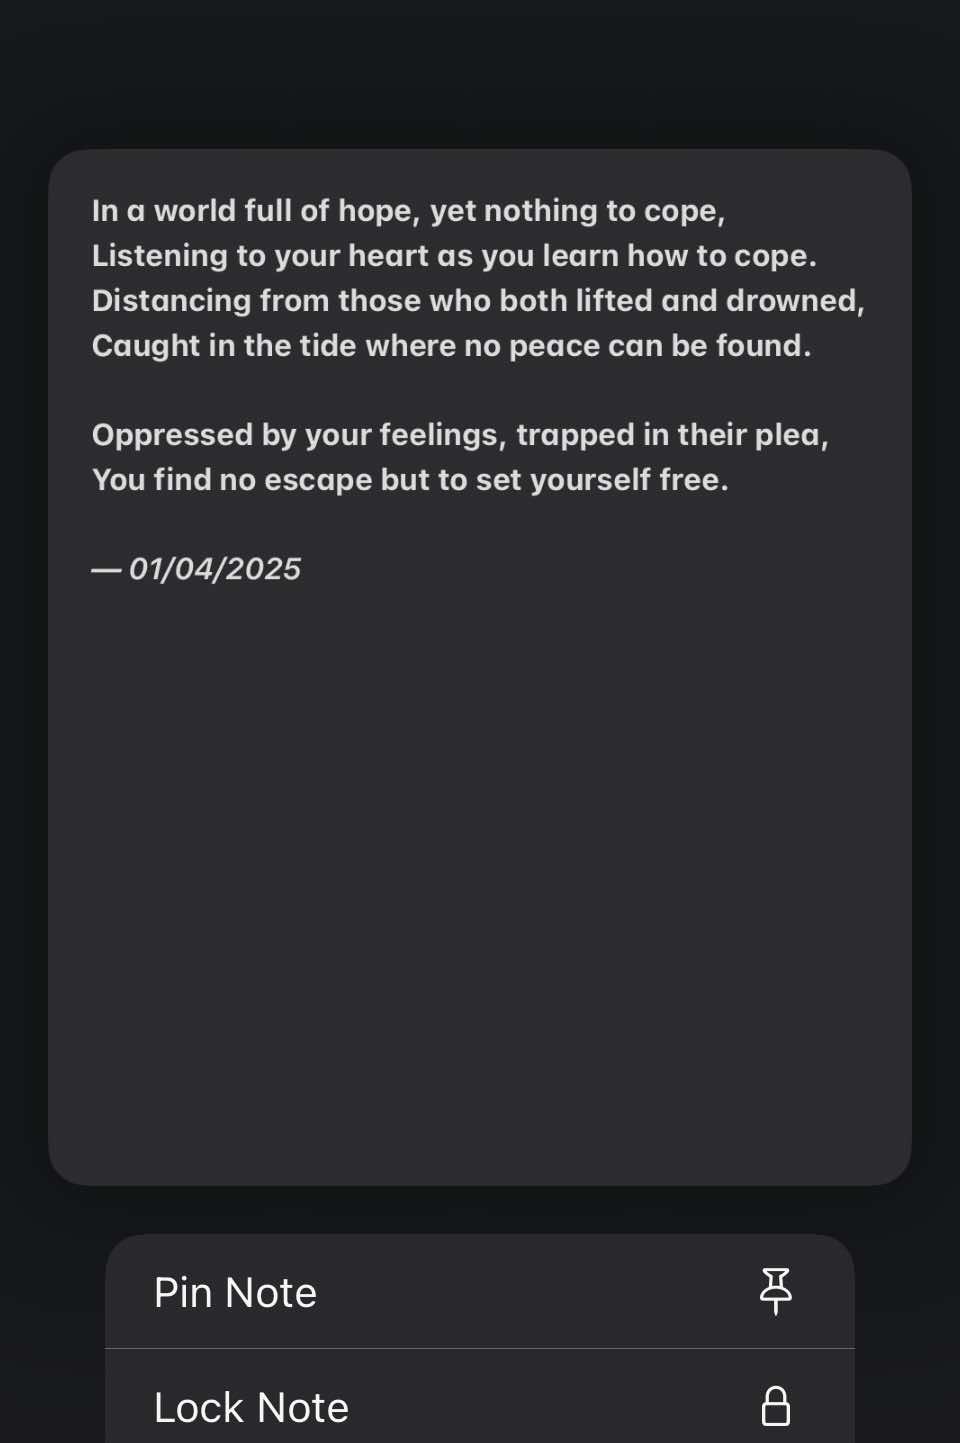 In a world full of hope, yet nothing to cope,
Listening to your heart as you learn how to cope.
Distancing from those who both lifted and drowned,
Caught in the tide where no peace can be found.
Oppressed by your feelings, trapped in their plea,
You find no escape but to set yourself free.
— 01/04/2025
Pin Note
Lock Note